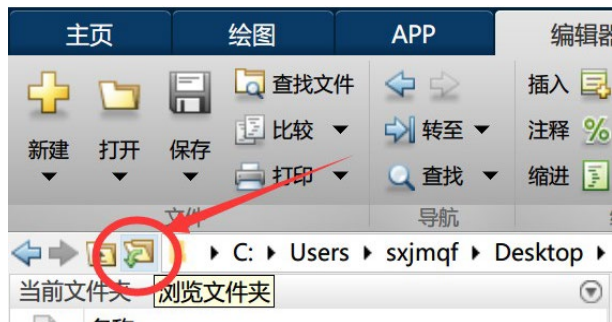 主页 绘图 APP 编辑器
新建 打开 保存 查找文件 插入
比较 转至 注释
打印 查找 缩进
文件 导航
C: Users sxjmqf Desktop
当前文件夹 浏览文件夹
名称